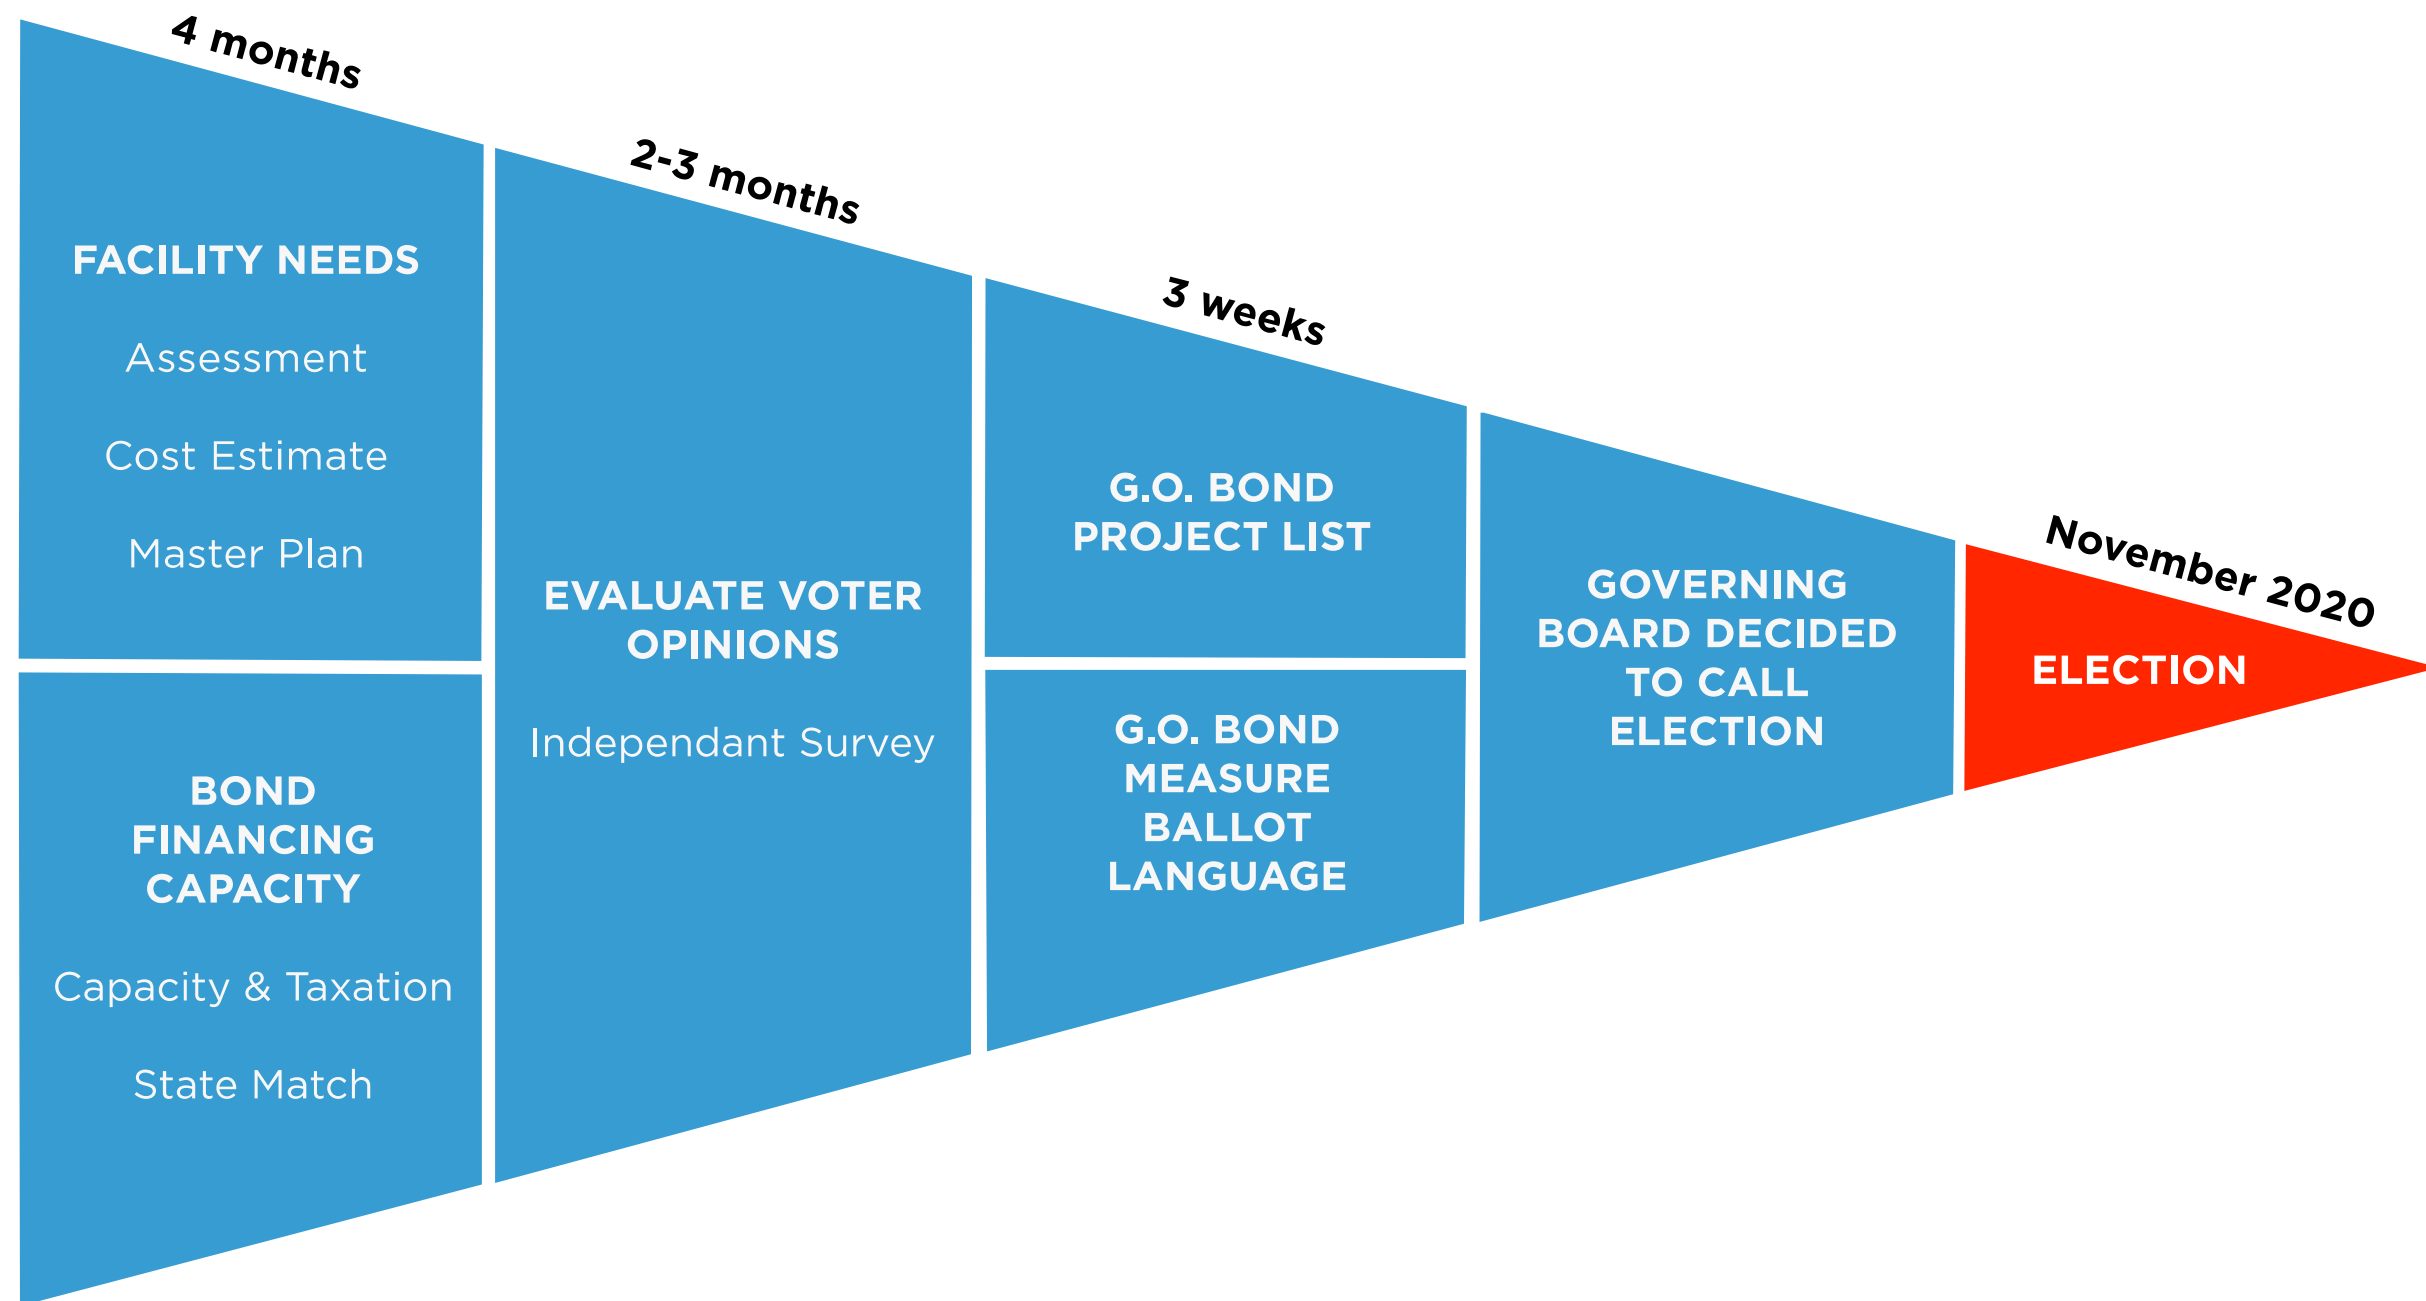 4 months
FACILITY NEEDS
Assessment
Cost Estimate
Master Plan
BOND
FINANCING
CAPACITY
Capacity & Taxation
State Match
2-3 months
EVALUATE VOTER
OPINIONS
Independant Survey
3 weeks
G.O. BOND
PROJECT LIST
G.O. BOND
MEASURE
BALLOT
LANGUAGE
GOVERNING
BOARD DECIDED
TO CALL
ELECTION
November 2020
ELECTION